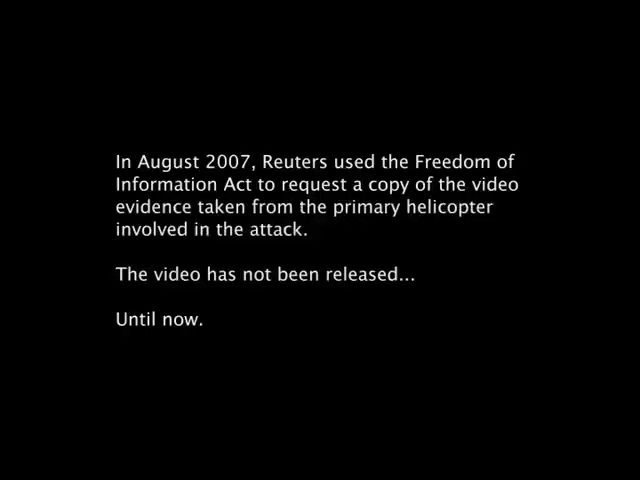 In August 2007, Reuters used the Freedom of
Information Act to request a copy of the video
evidence taken from the primary helicopter
involved in the attack.
The video has not been released...
Until now.